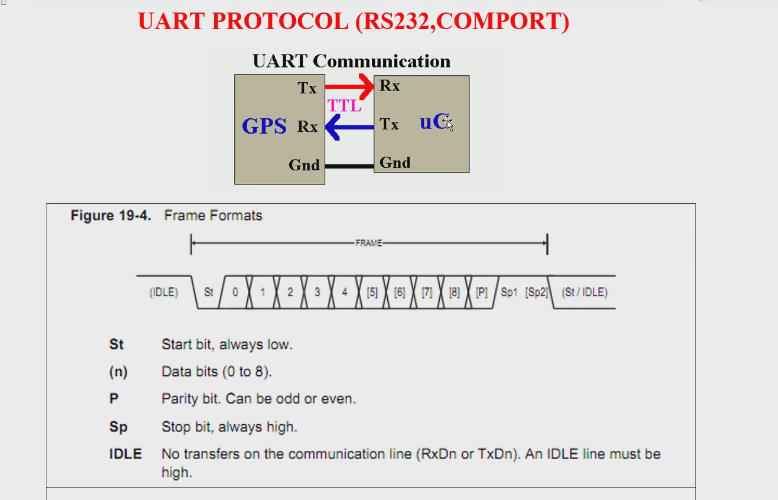 UART PROTOCOL (RS232,COMPORT)
UART Communication
Tx Rx
TTL
GPS Rx Tx uC
Gnd Gnd
Figure 19-4. Frame Formats
FRAME
(IDLE) St 0 1 2 3 4 [5] [6] [7] [8] [P] Sp1 [Sp2] (St / IDLE)
St Start bit, always low.
(n) Data bits (0 to 8).
P Parity bit. Can be odd or even.
Sp Stop bit, always high.
IDLE No transfers on the communication line (RxDn or TxDn). An IDLE line must be
high.